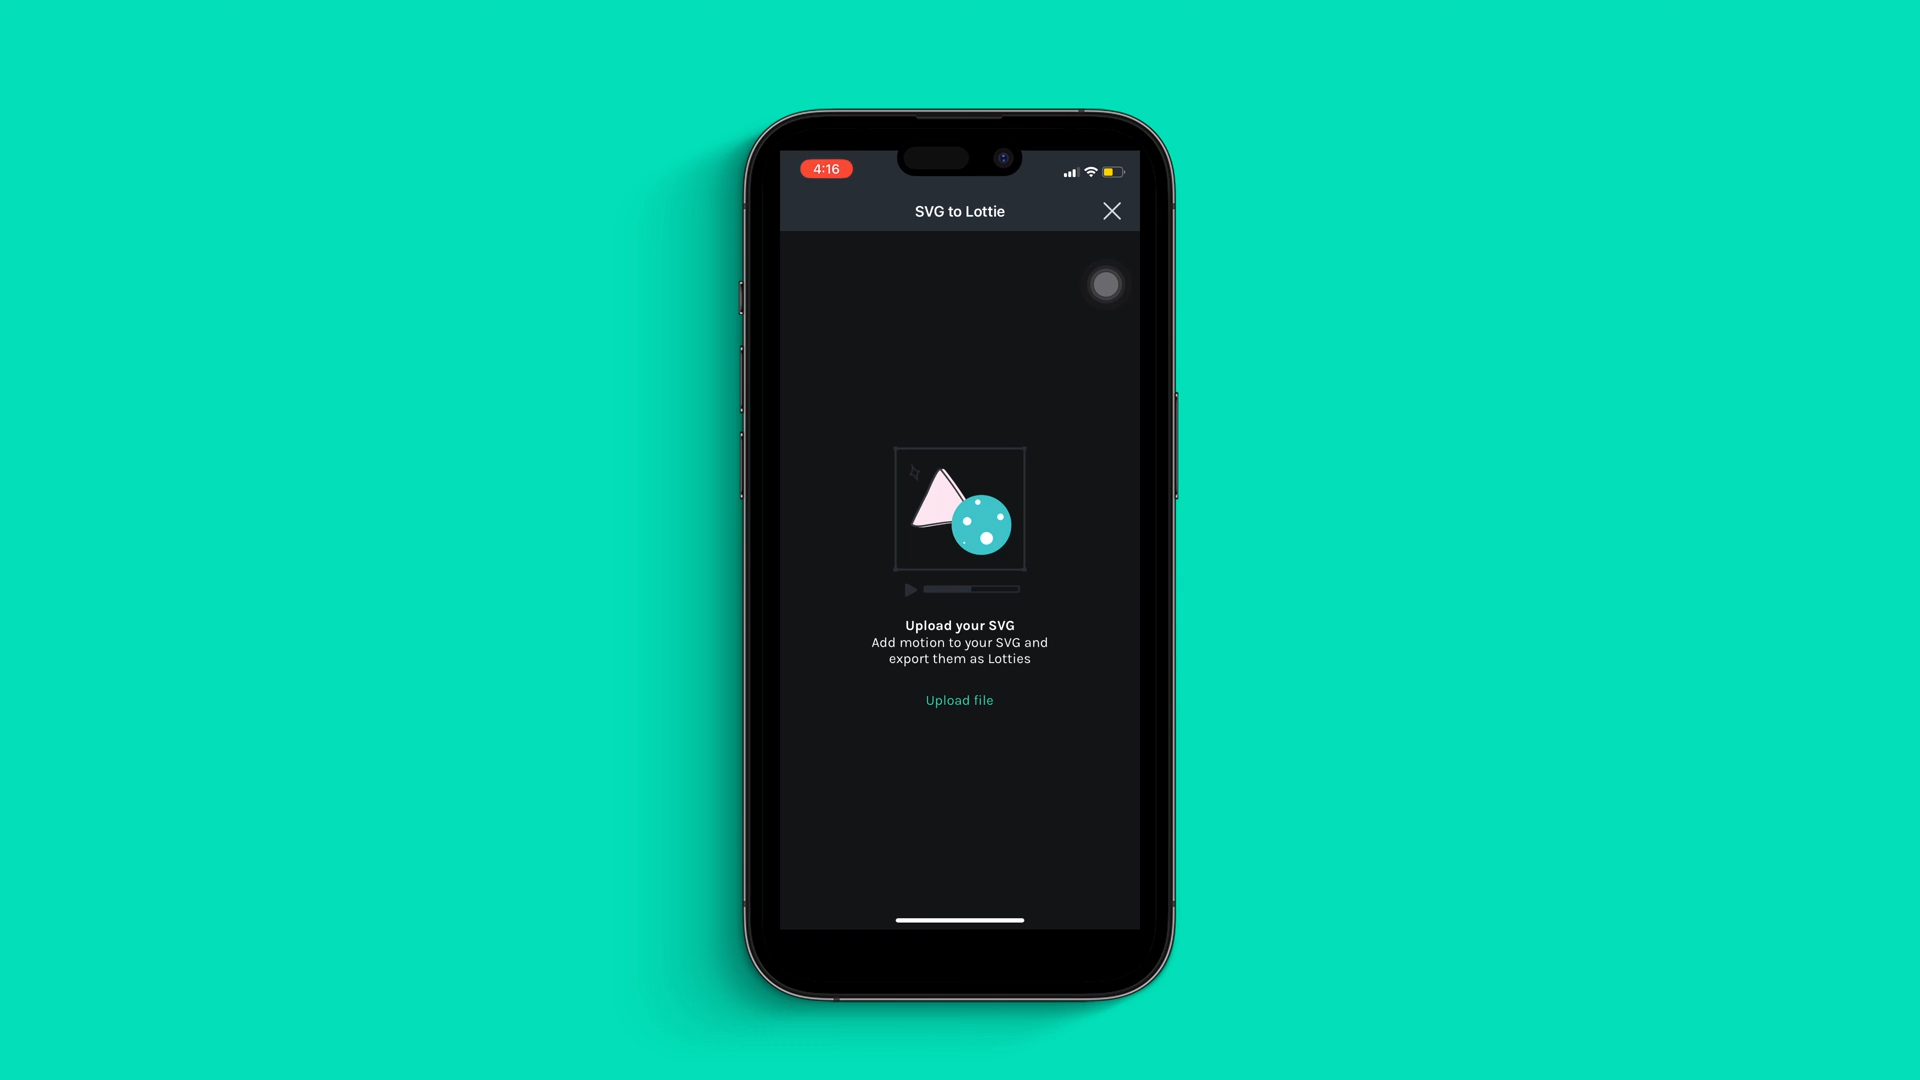 4:16
SVG to Lottie
Upload your SVG
Add motion to your SVG and
export them as Lotties
Upload file